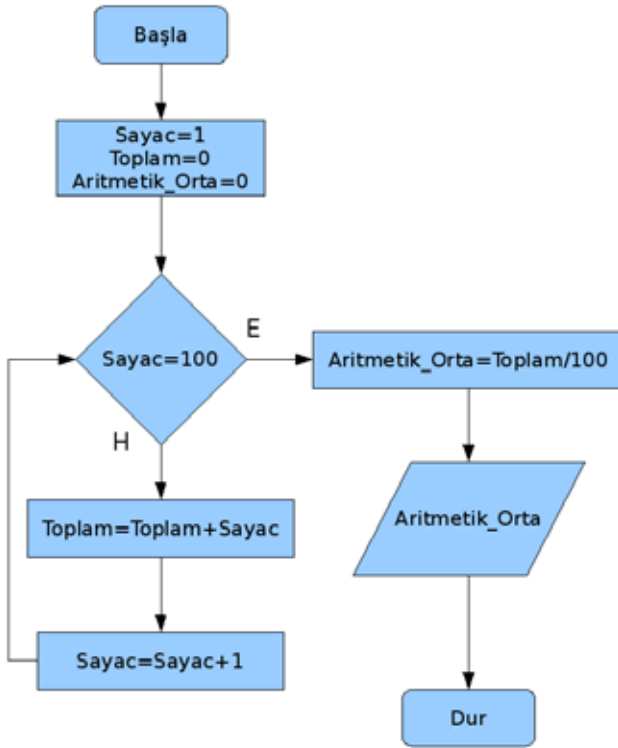 Başla
Sayac=1
Toplam=0
Aritmetik_Orta=0
Sayac=100
E
H
Toplam=Toplam+Sayac
Sayac=Sayac+1
Aritmetik_Orta=Toplam/100
Aritmetik_Orta
Dur